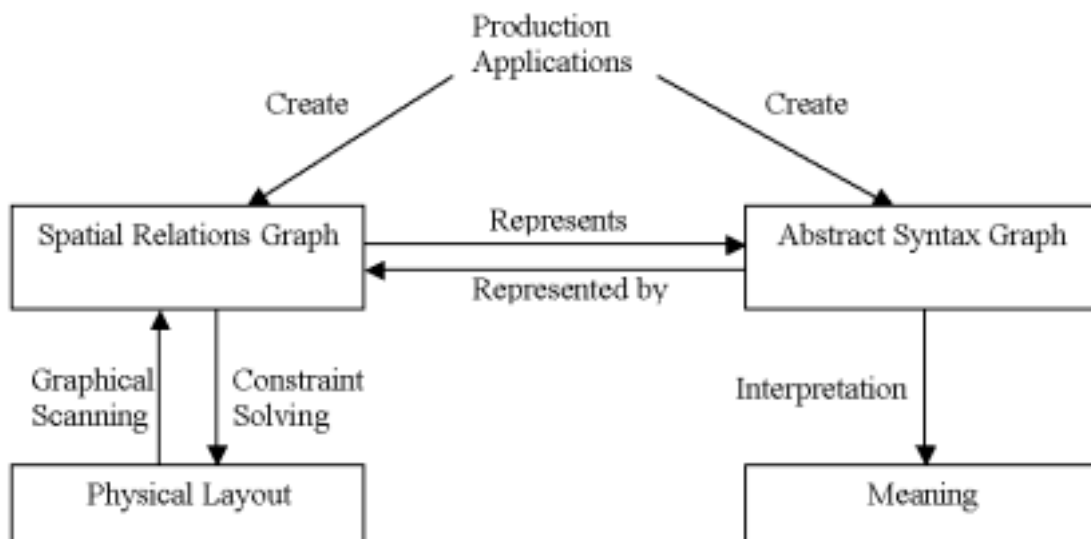 Production
Applications
Create
Create
Spatial Relations Graph
Represents
Abstract Syntax Graph
Represented by
Graphical
Scanning
Constraint
Solving
Interpretation
Physical Layout
Meaning